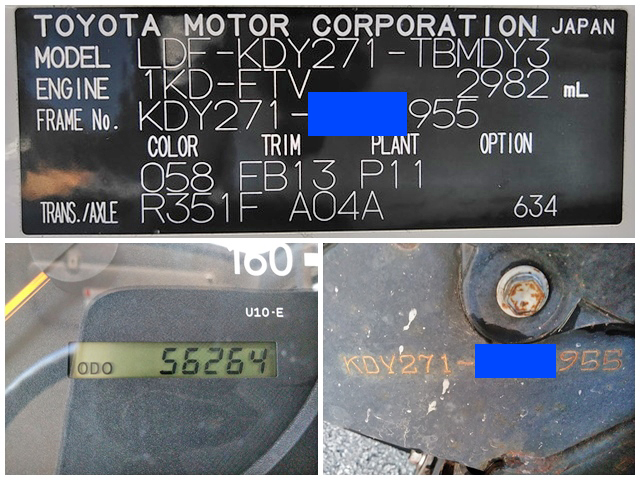 TOYOTA MOTOR CORPORATION JAPAN
MODEL LDF-KDY271-TBMDY3
ENGINE 1KD-FTV 2982 mL
FRAME No. KDY271- 955
COLOR TRIM PLANT OPTION
058 FB13 P11
TRANS./AXLE R351F A04A 634
160
U10-E
ODO 56264
KDY271- 955